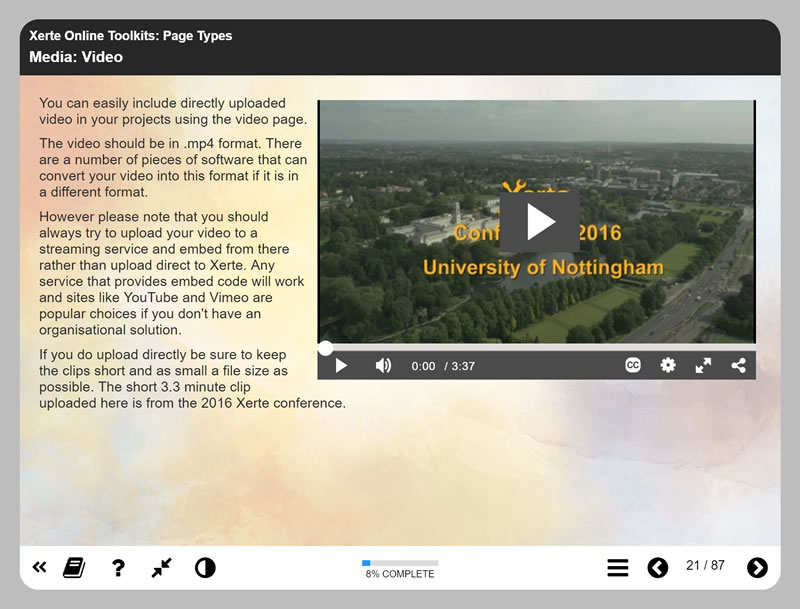 Xerte Online Toolkits: Page Types
Media: Video
You can easily include directly uploaded
video in your projects using the video page.
The video should be in .mp4 format. There
are a number of pieces of software that can
convert your video into this format if it is in
a different format.
However please note that you should
always try to upload your video to a
streaming service and embed from there
rather than upload direct to Xerte. Any
service that provides embed code will work
and sites like YouTube and Vimeo are
popular choices if you don't have an
organisational solution.
If you do upload directly be sure to keep
the clips short and as small a file size as
possible. The short 3.3 minute clip
uploaded here is from the 2016 Xerte conference.
2016
University of Nottingham
0:00 / 3:37
CC
?
8% COMPLETE
21 / 87